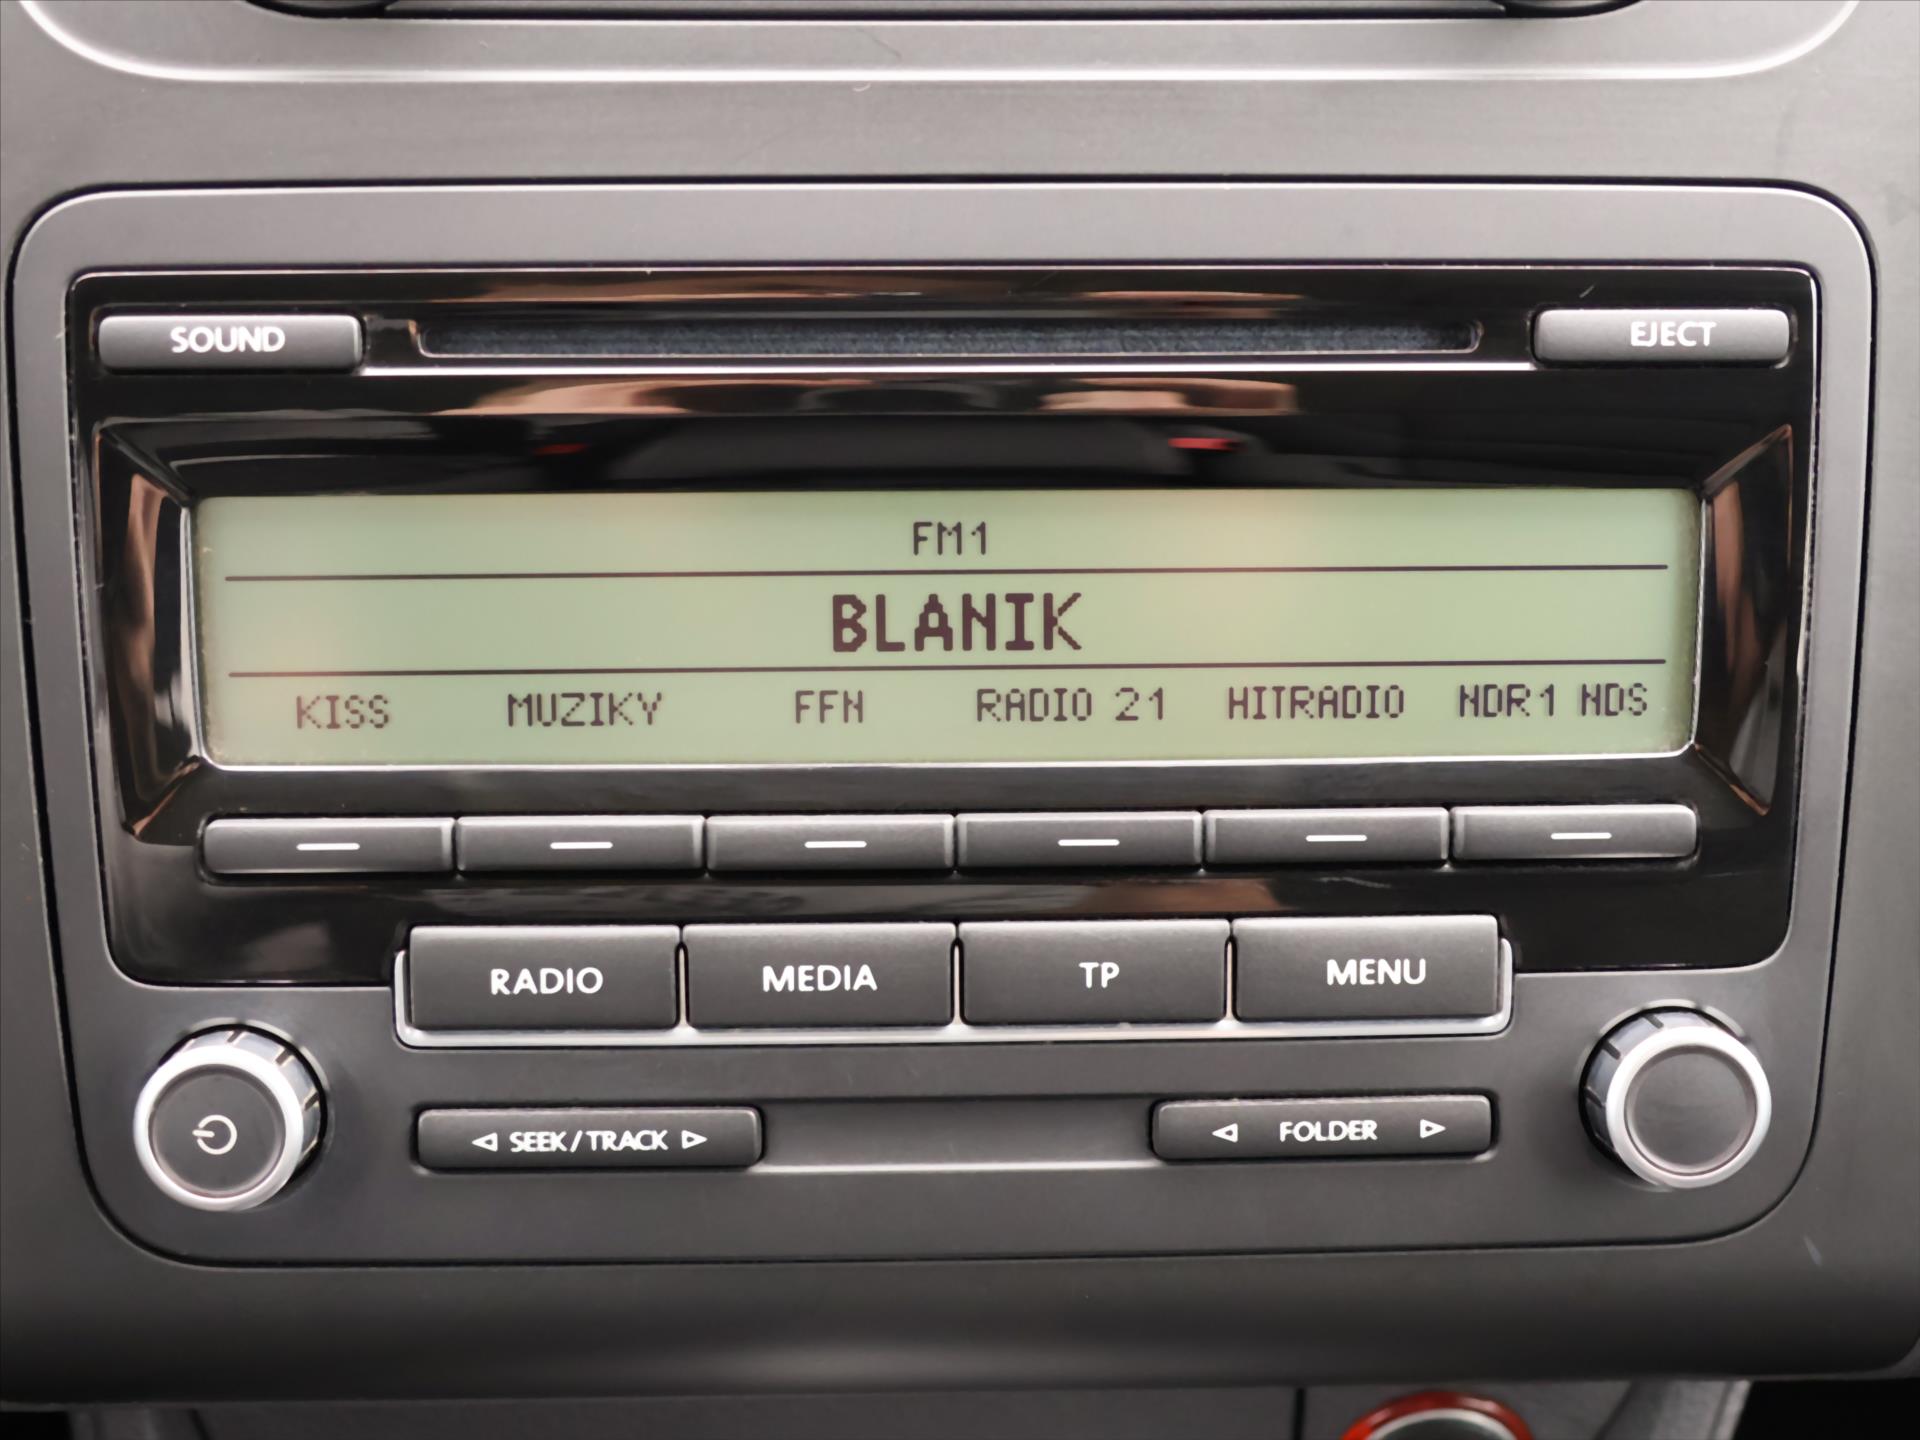 SOUND EJECT
FM1
BLANIK
KISS MUZIKY FFN RADIO 21 HITRADIO NDR1 NDS
RADIO MEDIA TP MENU
SEEK/TRACK FOLDER